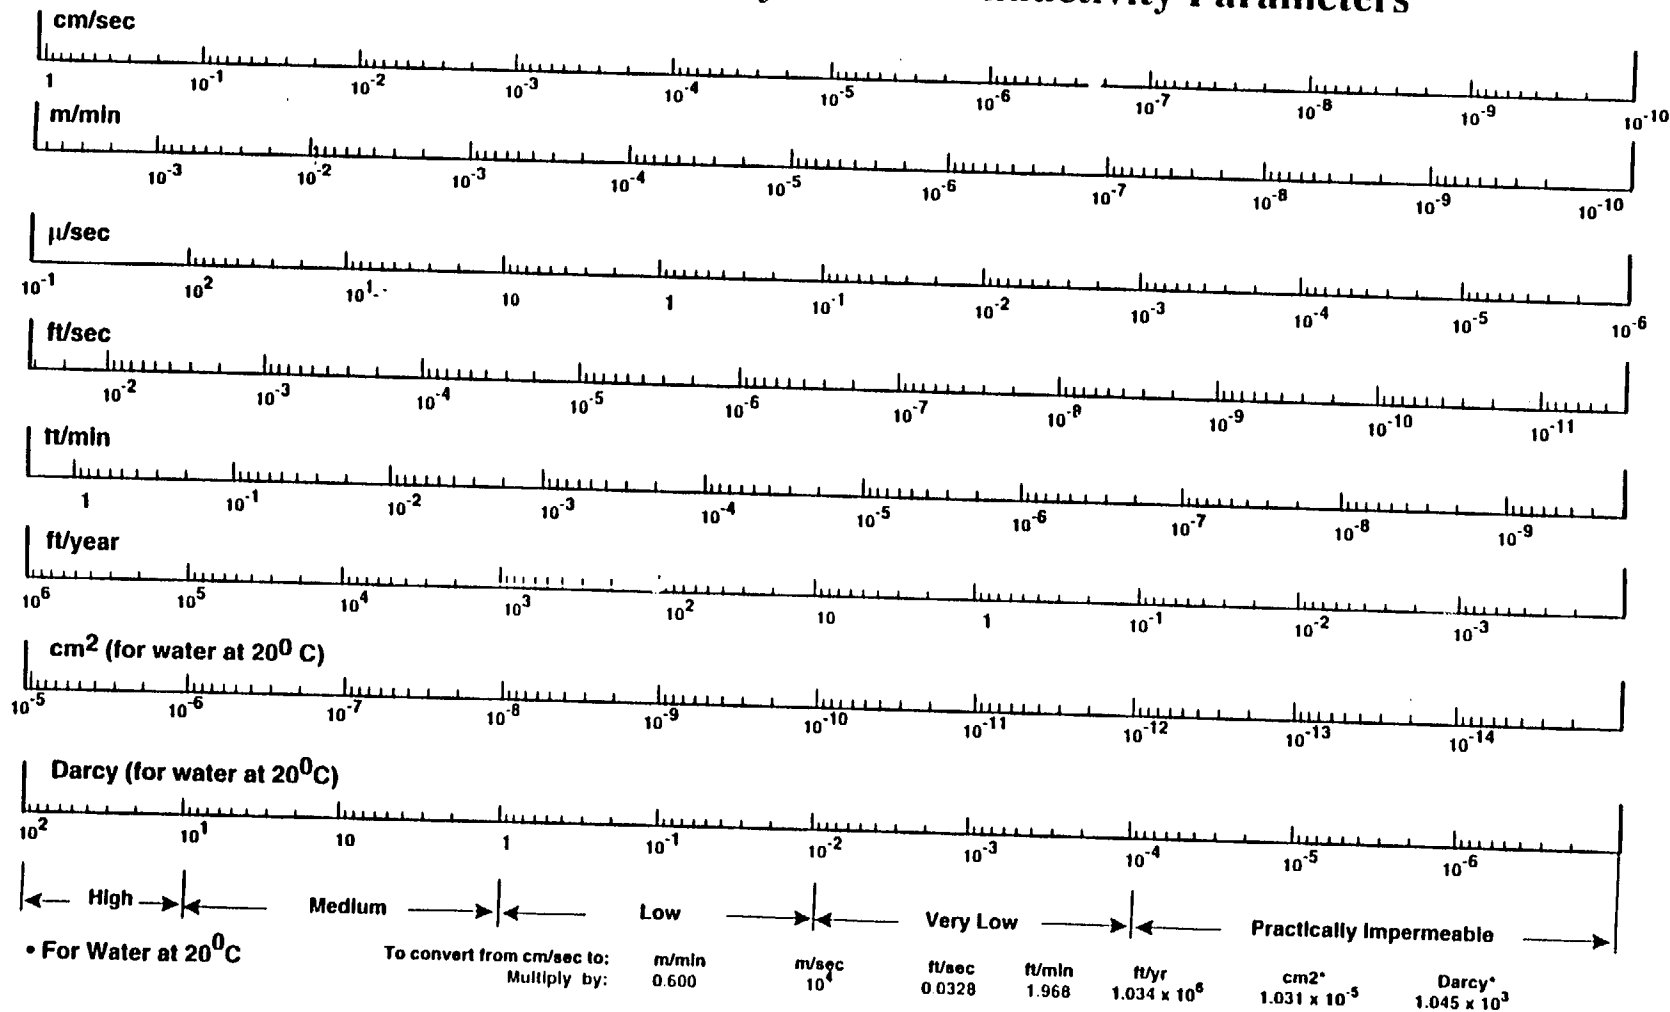 Parameters
cm/sec
1 10-1 10-2 10-3 10-4 10-5 10-6 10-7 10-8 10-9 10-10
m/min
10-3 10-2 10-3 10-4 10-5 10-6 10-7 10-8 10-9 10-10
μ/sec
10-1 102 101 10 1 10-1 10-2 10-3 10-4 10-5 10-6
ft/sec
10-2 10-3 10-4 10-5 10-6 10-7 10-8 10-9 10-10 10-11
ft/min
1 10-1 10-2 10-3 10-4 10-5 10-6 10-7 10-8 10-9
ft/year
106 105 104 103 102 10 1 10-1 10-2 10-3
cm2 (for water at 200 C)
10-5 10-6 10-7 10-8 10-9 10-10 10-11 10-12 10-13 10-14
Darcy (for water at 200C)
102 101 10 1 10-1 10-2 10-3 10-4 10-5 10-6
High Medium Low Very Low Practically Impermeable
• For Water at 200C
To convert from cm/sec to: m/min m/sec ft/sec ft/min ft/yr cm2* Darcy*
Multiply by: 0.600 104 0.0328 1.968 1.034 x 106 1.031 x 10-5 1.045 x 103